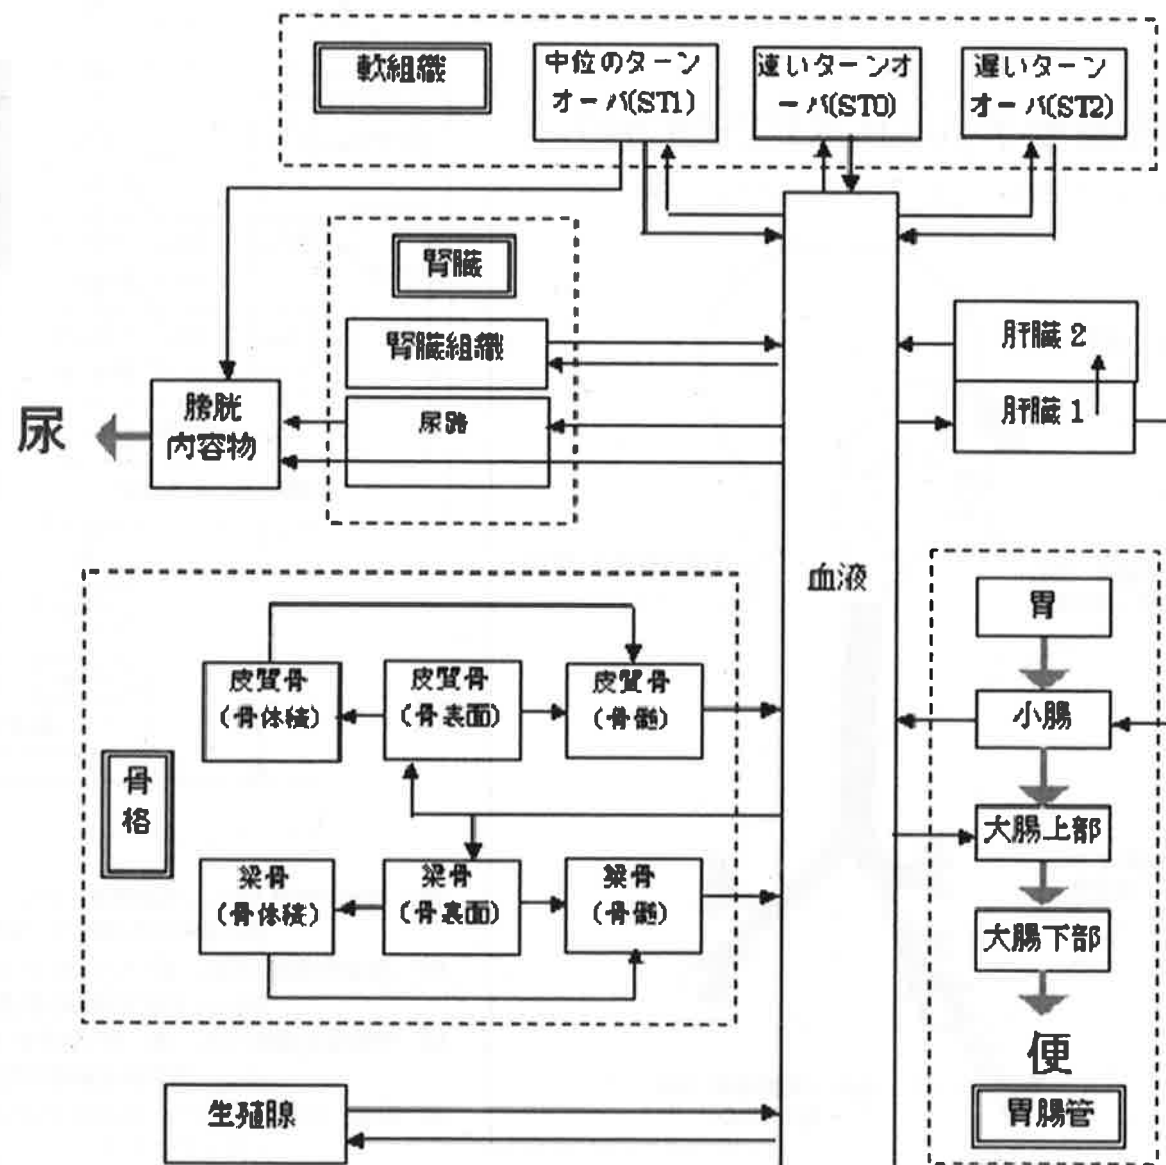 軟組織
中位のターン
オーバ(ST1)
速いターンオ
ーバ(ST0)
遅いターン
オーバ(ST2)
腎臓
腎臓組織
尿路
膀胱
内容物
尿
肝臓 2
肝臓 1
血液
胃
小腸
大腸上部
大腸下部
便
胃腸管
骨
格
皮質骨
(骨体積)
皮質骨
(骨表面)
皮質骨
(骨髄)
梁骨
(骨体積)
梁骨
(骨表面)
梁骨
(骨髄)
生殖腺